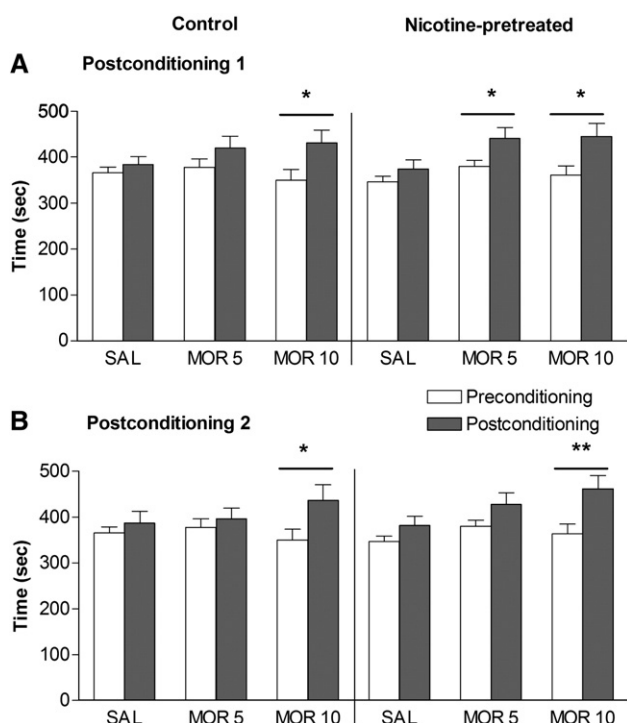 Control Nicotine-pretreated
A Postconditioning 1
* * *
500
400
300
200
100
0
Time (sec)
SAL MOR 5 MOR 10 SAL MOR 5 MOR 10
Preconditioning
Postconditioning
B Postconditioning 2
* **
500
400
300
200
100
0
Time (sec)
SAL MOR 5 MOR 10 SAL MOR 5 MOR 10